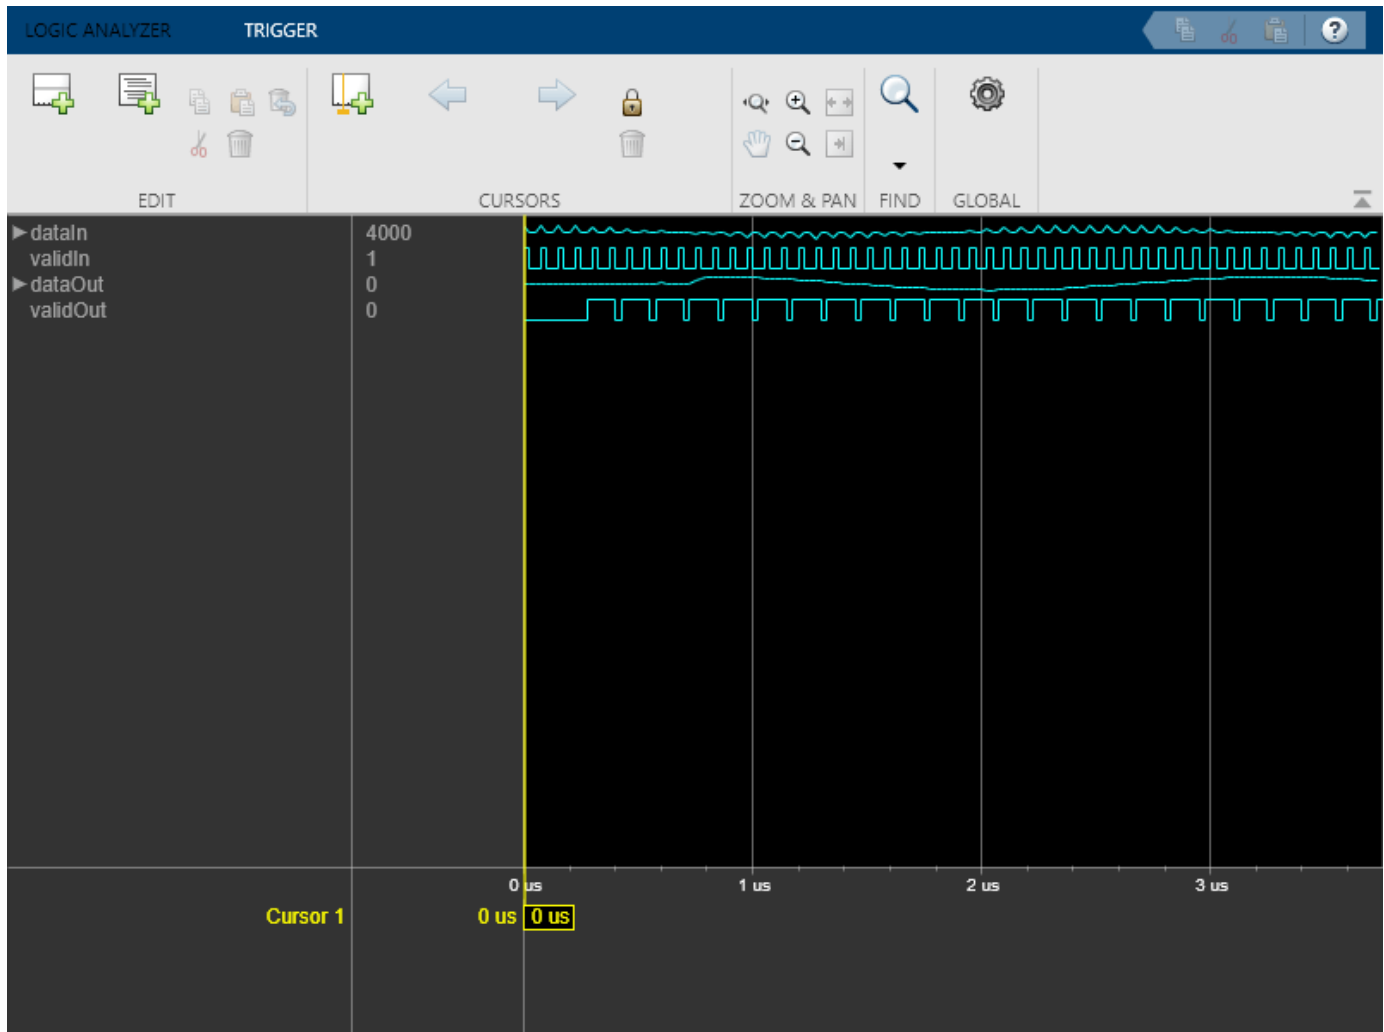 LOGIC ANALYZER TRIGGER ?
EDIT CURSORS ZOOM & PAN FIND GLOBAL
dataIn 4000
validIn 1
dataOut 0
validOut 0
0 us 1 us 2 us 3 us
Cursor 1 0 us 0 us